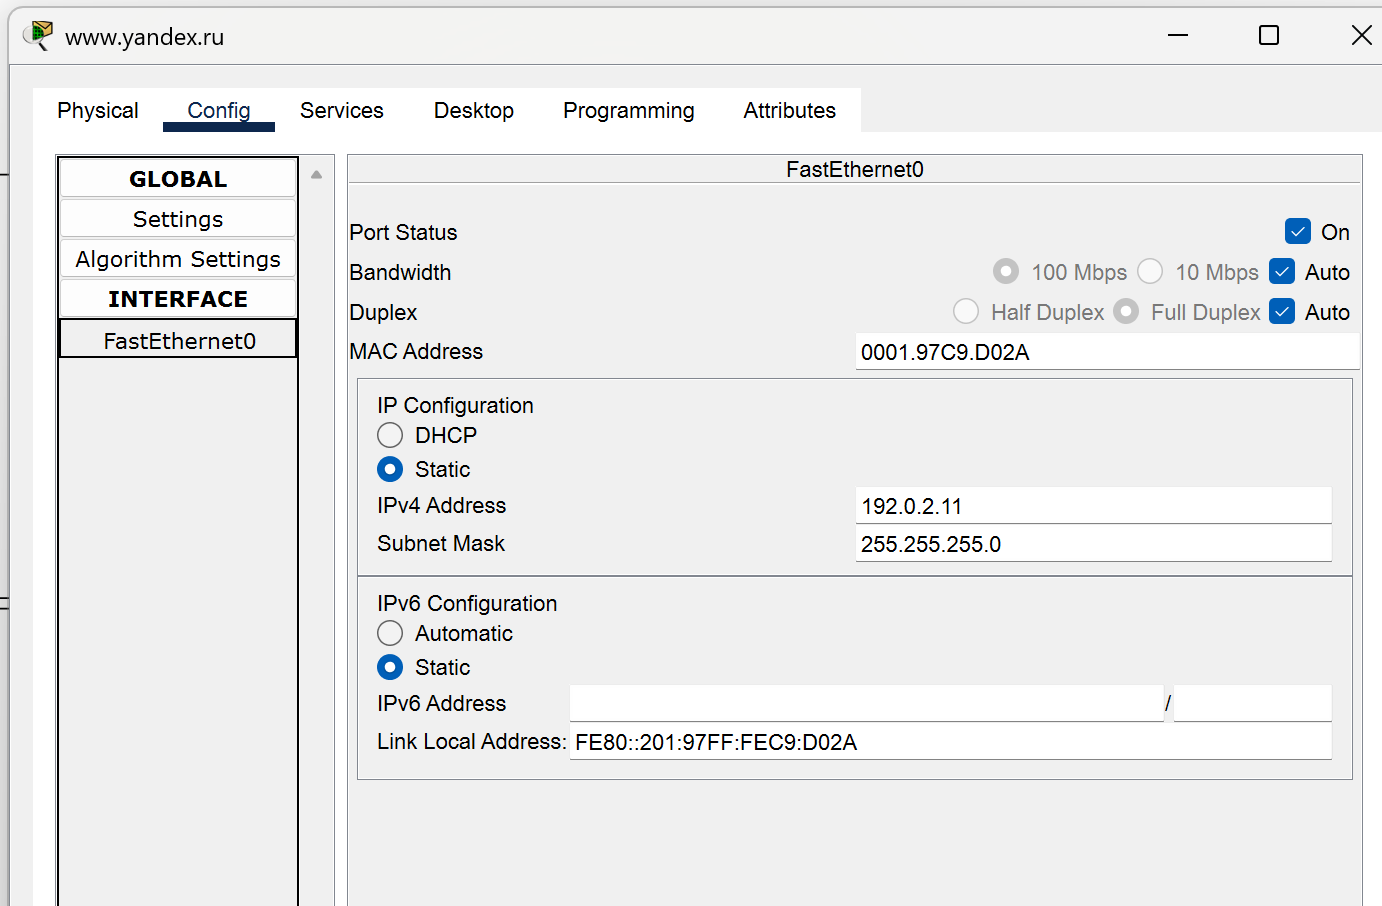 www.yandex.ru
Physical Config Services Desktop Programming Attributes
GLOBAL
Settings
Algorithm Settings
INTERFACE
FastEthernet0
FastEthernet0
Port Status On
Bandwidth 100 Mbps 10 Mbps Auto
Duplex Half Duplex Full Duplex Auto
MAC Address 0001.97C9.D02A
IP Configuration
DHCP
Static
IPv4 Address 192.0.2.11
Subnet Mask 255.255.255.0
IPv6 Configuration
Automatic
Static
IPv6 Address /
Link Local Address: FE80::201:97FF:FEC9:D02A